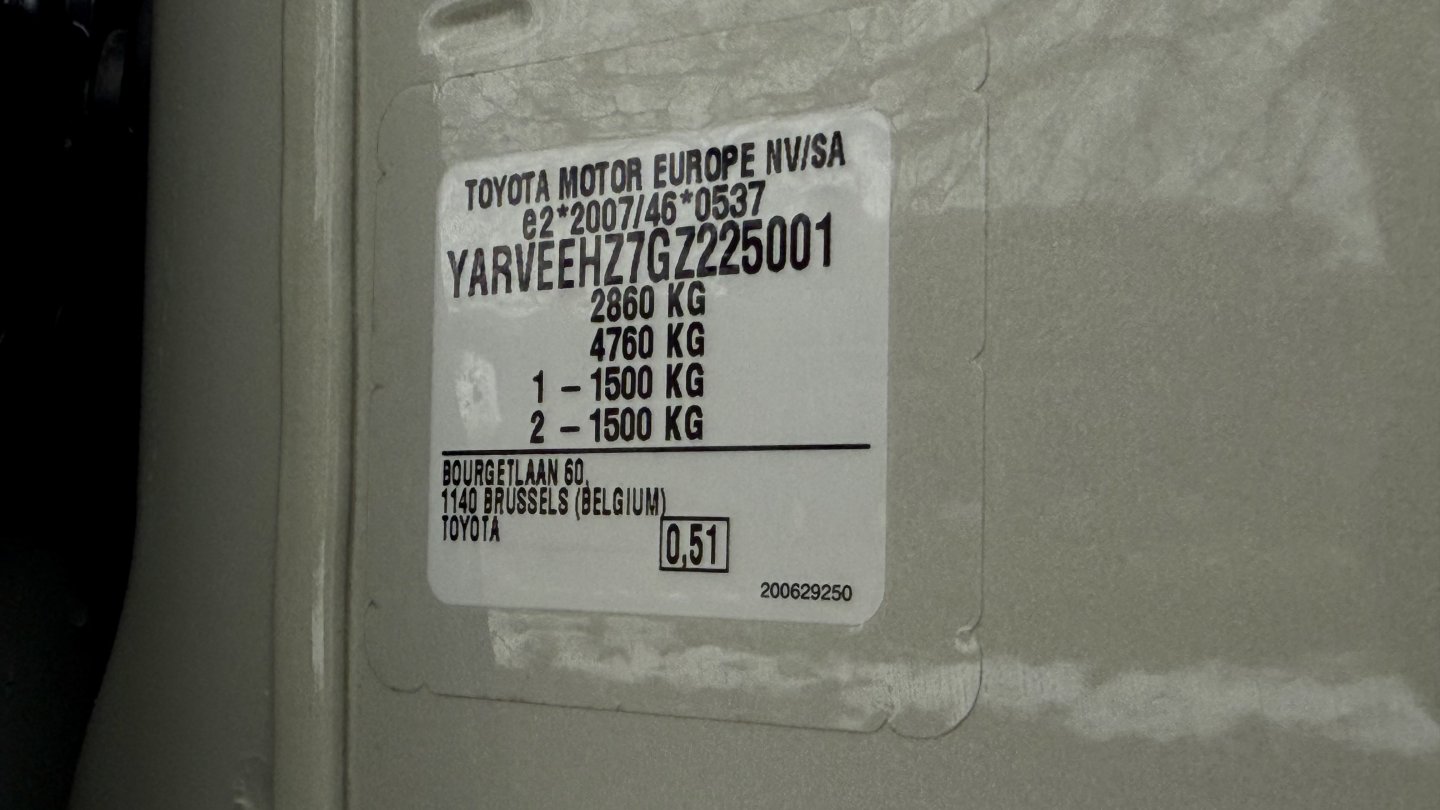 TOYOTA MOTOR EUROPE NV/SA
e2*2007/46*0537
YARVEEHZ7GZ225001
2860 KG
4760 KG
1 – 1500 KG
2 – 1500 KG
BOURGETLAAN 60,
1140 BRUSSELS (BELGIUM)
TOYOTA
0,51
200629250